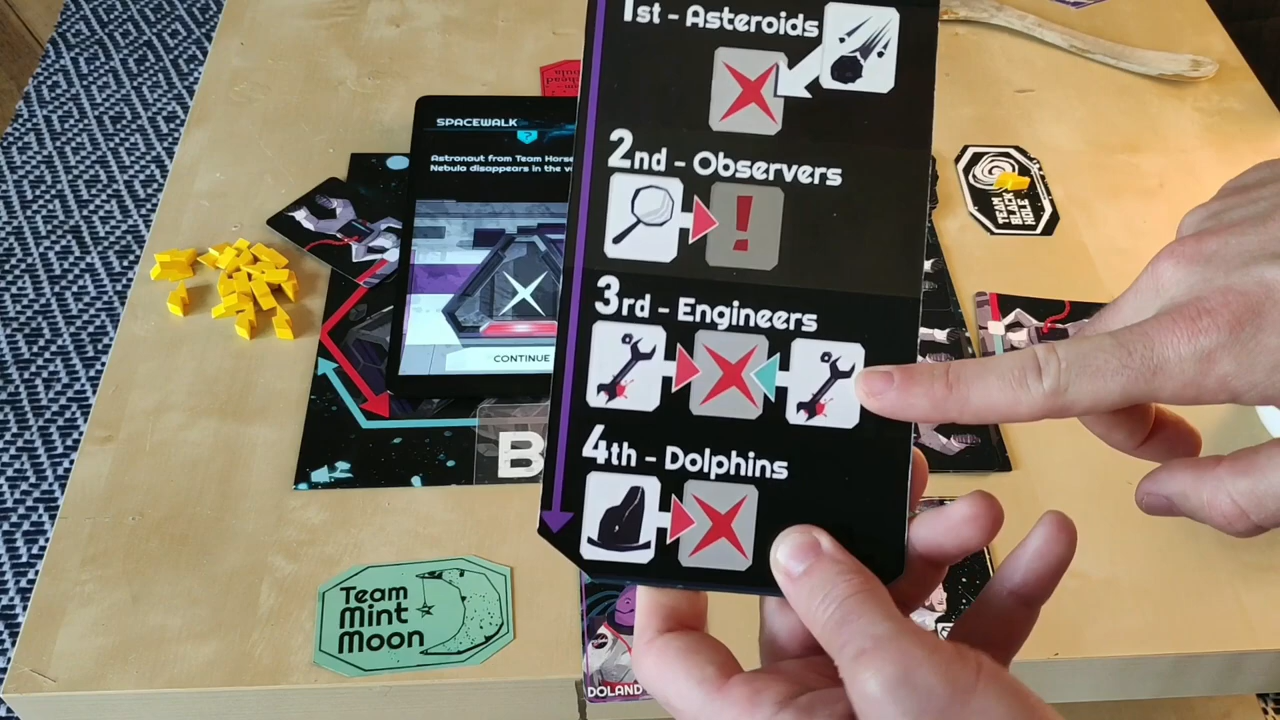 1st - Asteroids
2nd - Observers
!
3rd - Engineers
4th - Dolphins
SPACEWALK
?
Astronaut from Team Horse
Nebula disappears in the v
CONTINUE
B
TEAM
BLACK
HOLE
Team
Mint
Moon
DOLAND